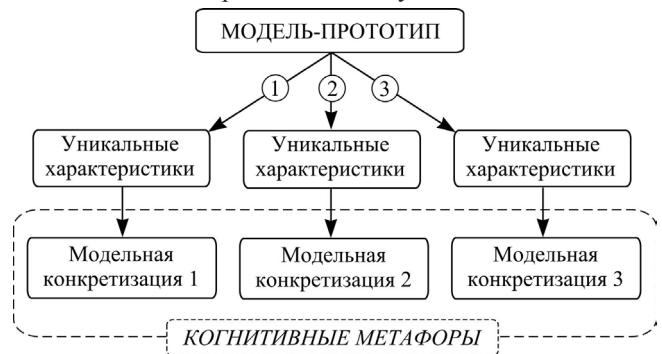 МОДЕЛЬ-ПРОТОТИП
1 2 3
Уникальные характеристики
Уникальные характеристики
Уникальные характеристики
Модельная конкретизация 1
Модельная конкретизация 2
Модельная конкретизация 3
КОГНИТИВНЫЕ МЕТАФОРЫ